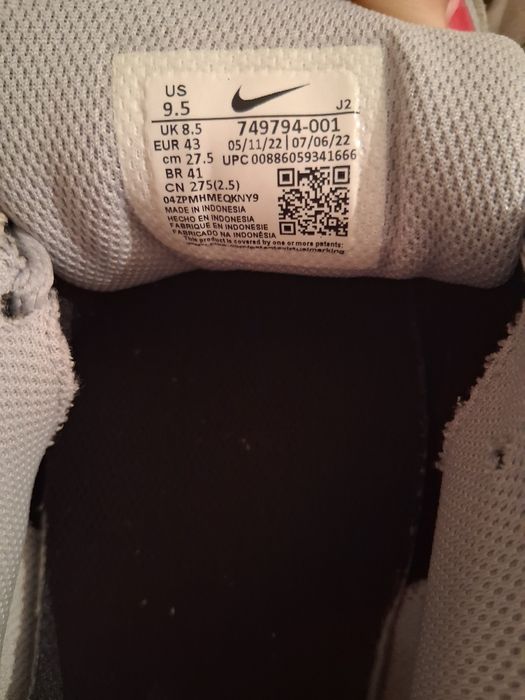 US
9.5
J2
UK 8.5 749794-001
EUR 43 05/11/22 | 07/06/22
cm 27.5 UPC 00886059341666
BR 41
CN 275(2.5)
04ZPMHMEQKNY9
MADE IN INDONESIA
HECHO EN INDONESIA
FABRIQUE EN INDONESIE
FABRICADO NA INDONÉSIA
This product is covered by one or more patents: